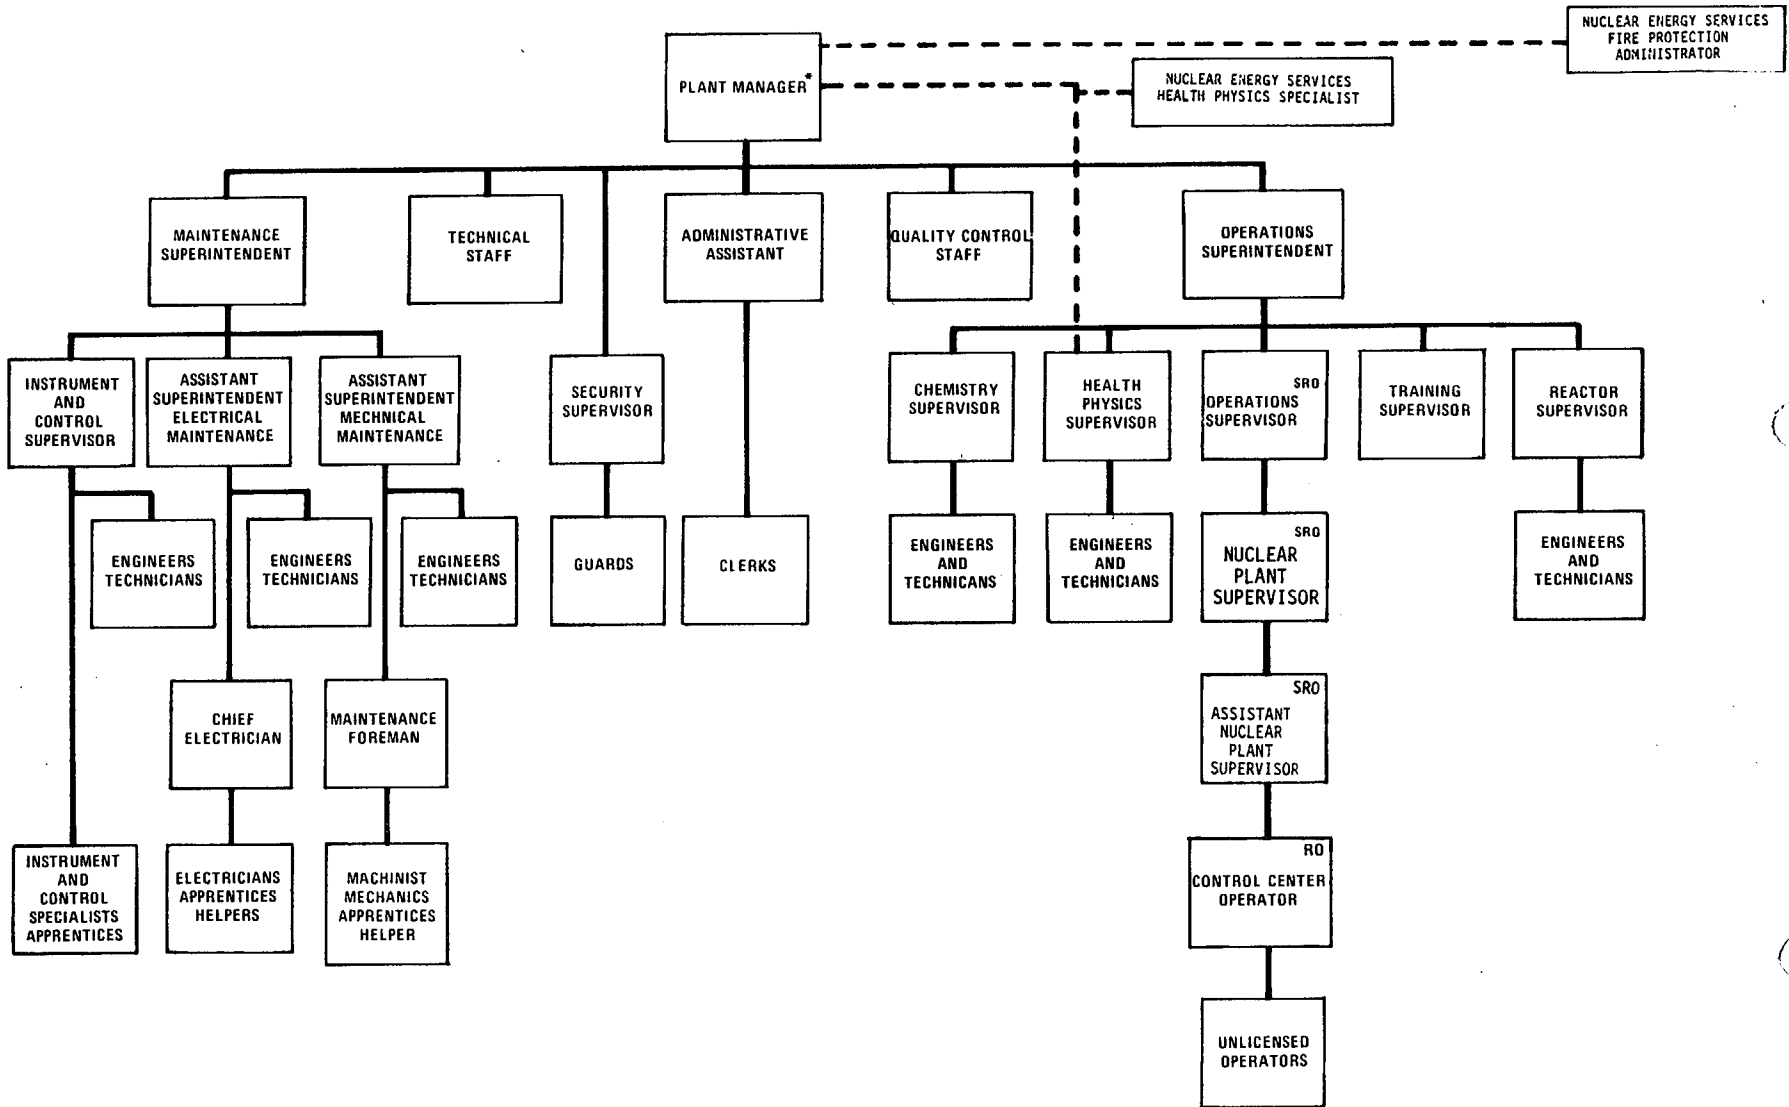 NUCLEAR ENERGY SERVICES
FIRE PROTECTION
ADMINISTRATOR
PLANT MANAGER*
NUCLEAR ENERGY SERVICES
HEALTH PHYSICS SPECIALIST
MAINTENANCE
SUPERINTENDENT
TECHNICAL
STAFF
ADMINISTRATIVE
ASSISTANT
QUALITY CONTROL
STAFF
OPERATIONS
SUPERINTENDENT
INSTRUMENT
AND
CONTROL
SUPERVISOR
ASSISTANT
SUPERINTENDENT
ELECTRICAL
MAINTENANCE
ASSISTANT
SUPERINTENDENT
MECHNICAL
MAINTENANCE
SECURITY
SUPERVISOR
CHEMISTRY
SUPERVISOR
HEALTH
PHYSICS
SUPERVISOR
SRO
OPERATIONS
SUPERVISOR
TRAINING
SUPERVISOR
REACTOR
SUPERVISOR
ENGINEERS
TECHNICIANS
ENGINEERS
TECHNICIANS
ENGINEERS
TECHNICIANS
GUARDS
CLERKS
ENGINEERS
AND
TECHNICANS
ENGINEERS
AND
TECHNICIANS
SRO
NUCLEAR
PLANT
SUPERVISOR
ENGINEERS
AND
TECHNICIANS
CHIEF
ELECTRICIAN
MAINTENANCE
FOREMAN
SRO
ASSISTANT
NUCLEAR
PLANT
SUPERVISOR
INSTRUMENT
AND
CONTROL
SPECIALISTS
APPRENTICES
ELECTRICIANS
APPRENTICES
HELPERS
MACHINIST
MECHANICS
APPRENTICES
HELPER
RO
CONTROL CENTER
OPERATOR
UNLICENSED
OPERATORS